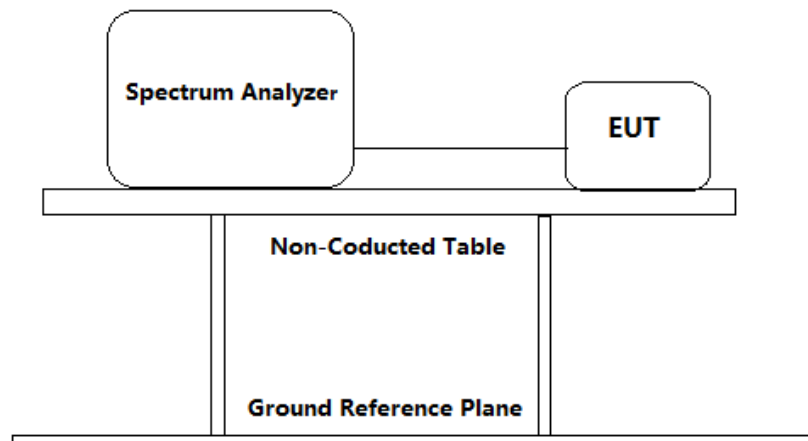 Spectrum Analyzer
EUT
Non-Coducted Table
Ground Reference Plane